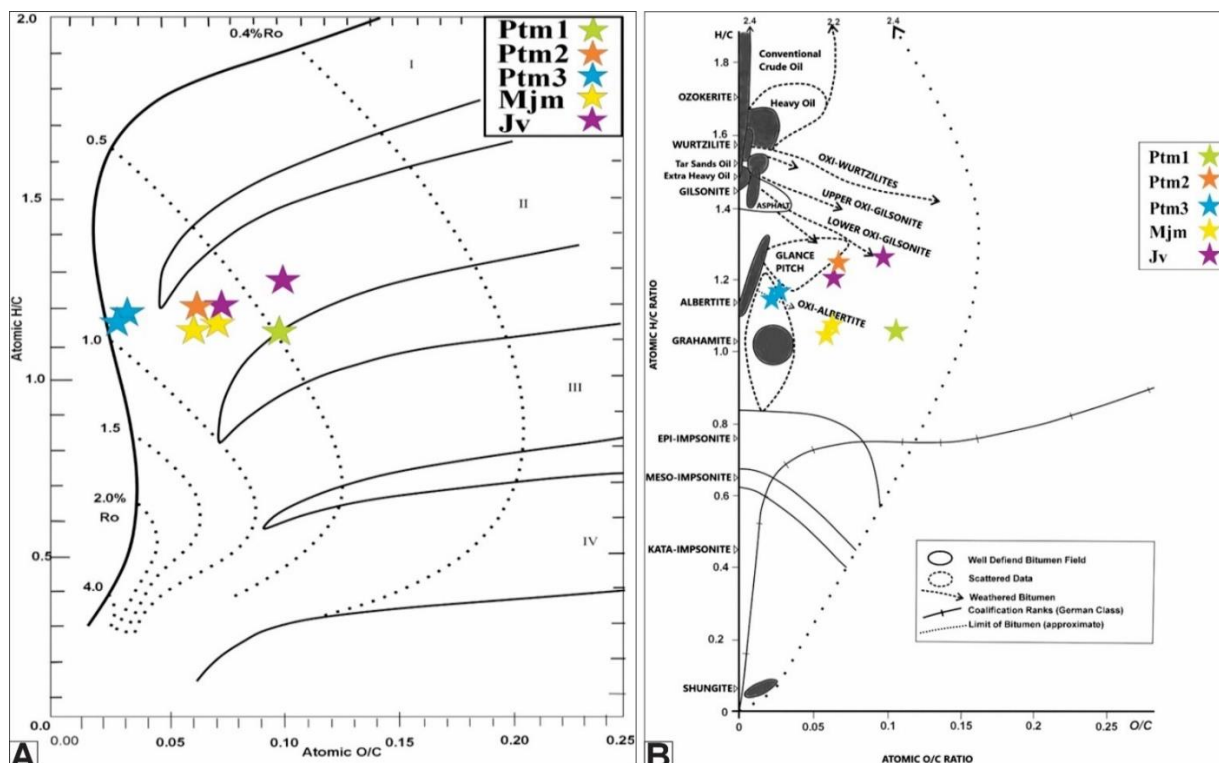 2.0
0.4%Ro
Ptm1
Ptm2
Ptm3
Mjm
Jv
I
0.5
1.5
II
Atomic H/C
1.0
1.0
III
1.5
2.0%
Ro
0.5
IV
4.0
0.0
0.00
0.05
0.10
0.15
0.20
0.25
Atomic O/C
A
2.4
2.2
2.4
H/C
1.8
Conventional
Crude Oil
OZOKERITE
Heavy Oil
1.6
WURTZILITE
Tar Sands Oil
Extra Heavy Oil
GILSONITE
OXI-WURTZILITES
UPPER OXI-GILSONITE
ASPHALT
1.4
LOWER OXI-GILSONITE
GLANCE
PITCH
1.2
ALBERTITE
OXI-ALBERTITE
GRAHAMITE
1.0
ATOMIC H/C RATIO
0.8
EPI-IMPSONITE
MESO-IMPSONITE
0.6
KATA-IMPSONITE
0.4
0.2
SHUNGITE
0
0
0.05
0.10
0.15
0.20
0.25
O/C
ATOMIC O/C RATIO
Ptm1
Ptm2
Ptm3
Mjm
Jv
Well Defiend Bitumen Field
Scattered Data
Weathered Bitumen
Coalification Ranks (German Class)
Limit of Bitumen (approximate)
B